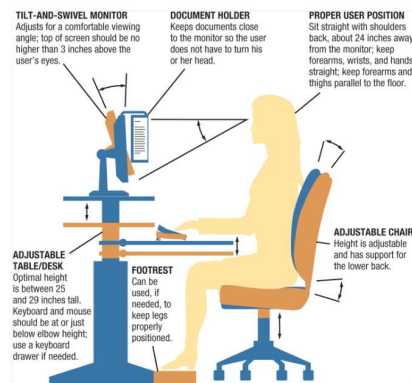 TILT-AND-SWIVEL MONITOR
Adjusts for a comfortable viewing
angle; top of screen should be no
higher than 3 inches above the
user's eyes.
DOCUMENT HOLDER
Keeps documents close
to the monitor so the user
does not have to turn his
or her head.
PROPER USER POSITION
Sit straight with shoulders
back, about 24 inches away
from the monitor; keep
forearms, wrists, and hands
straight; keep forearms and
thighs parallel to the floor.
ADJUSTABLE
TABLE/DESK
Optimal height
is between 25
and 29 inches tall.
Keyboard and mouse
should be at or just
below elbow height;
use a keyboard
drawer if needed.
FOOTREST
Can be
used, if
needed, to
keep legs
properly
positioned.
ADJUSTABLE CHAIR
Height is adjustable
and has support for
the lower back.